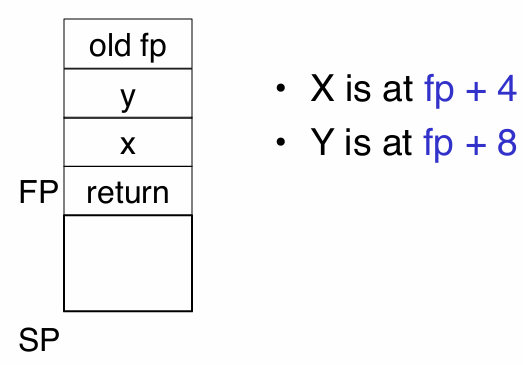 old fp
y
x
FP return
SP
• X is at fp + 4
• Y is at fp + 8